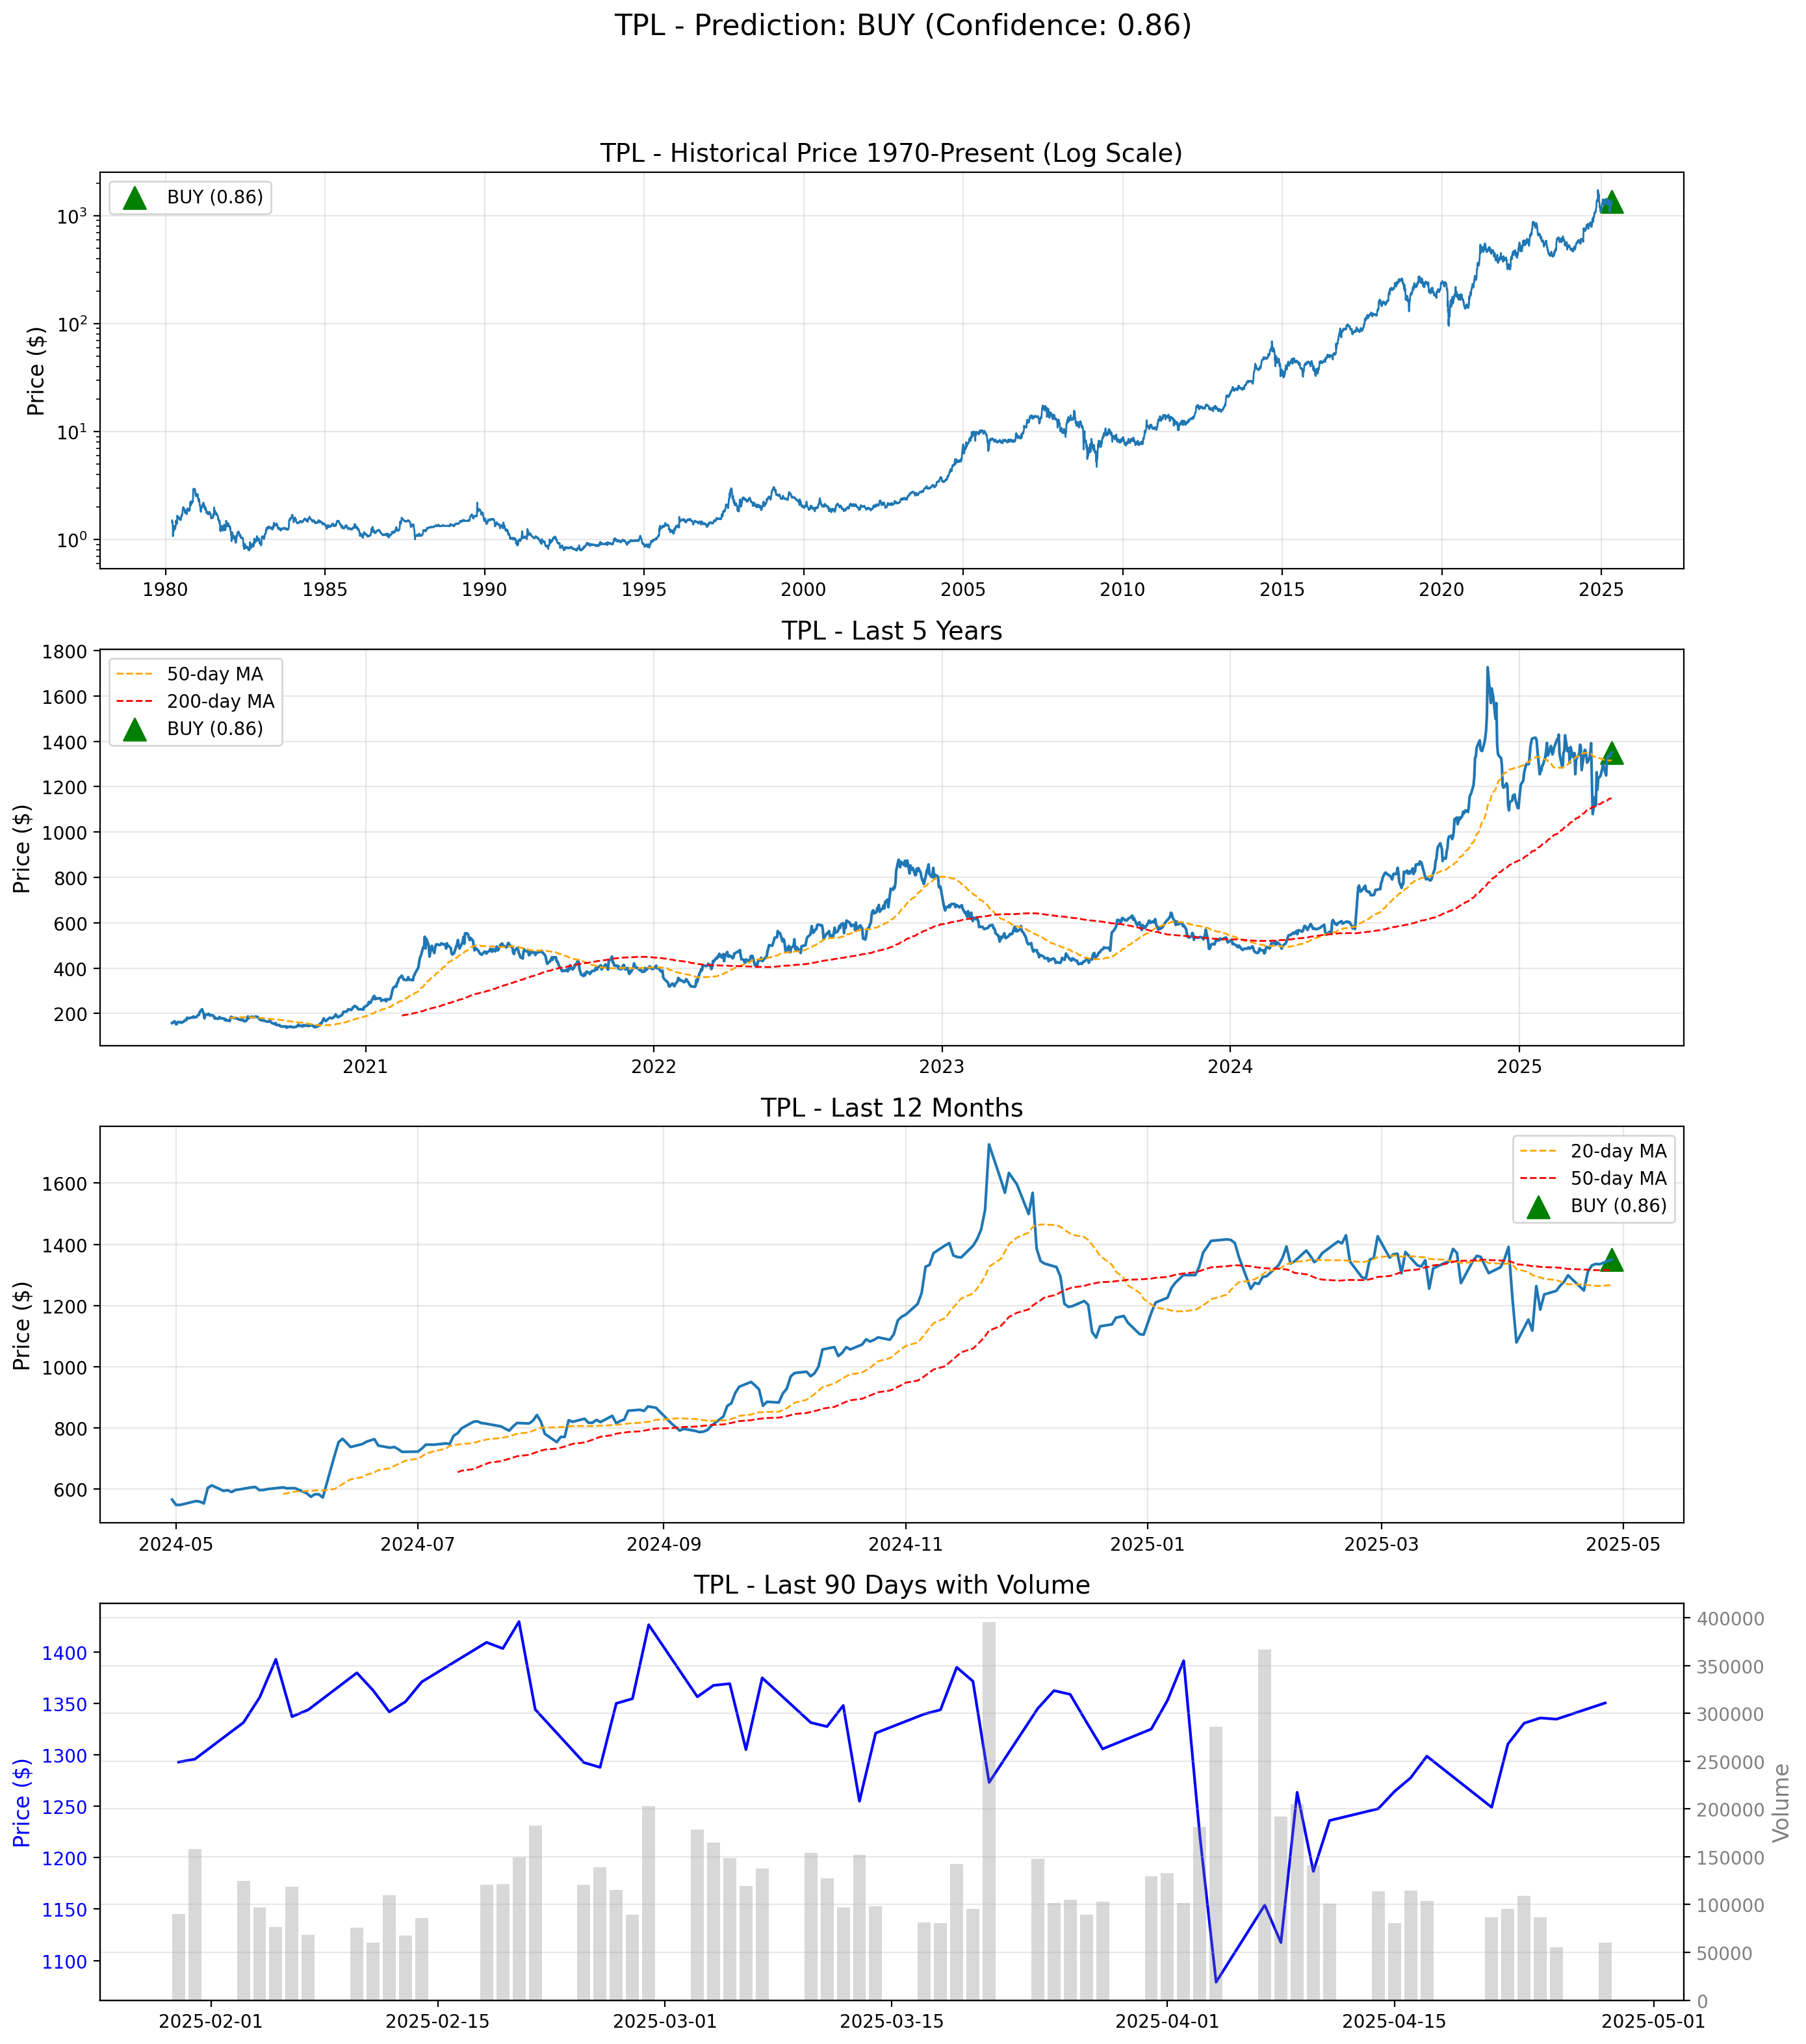 TPL - Prediction: BUY (Confidence: 0.86)
TPL - Historical Price 1970-Present (Log Scale)
BUY (0.86)
Price ($)
10³
10²
10¹
10⁰
1980 1985 1990 1995 2000 2005 2010 2015 2020 2025
TPL - Last 5 Years
50-day MA
200-day MA
BUY (0.86)
Price ($)
1800
1600
1400
1200
1000
800
600
400
200
2021 2022 2023 2024 2025
TPL - Last 12 Months
20-day MA
50-day MA
BUY (0.86)
Price ($)
1600
1400
1200
1000
800
600
2024-05 2024-07 2024-09 2024-11 2025-01 2025-03 2025-05
TPL - Last 90 Days with Volume
Price ($)
1400
1350
1300
1250
1200
1150
1100
400000
350000
300000
250000
200000
150000
100000
50000
0
Volume
2025-02-01 2025-02-15 2025-03-01 2025-03-15 2025-04-01 2025-04-15 2025-05-01